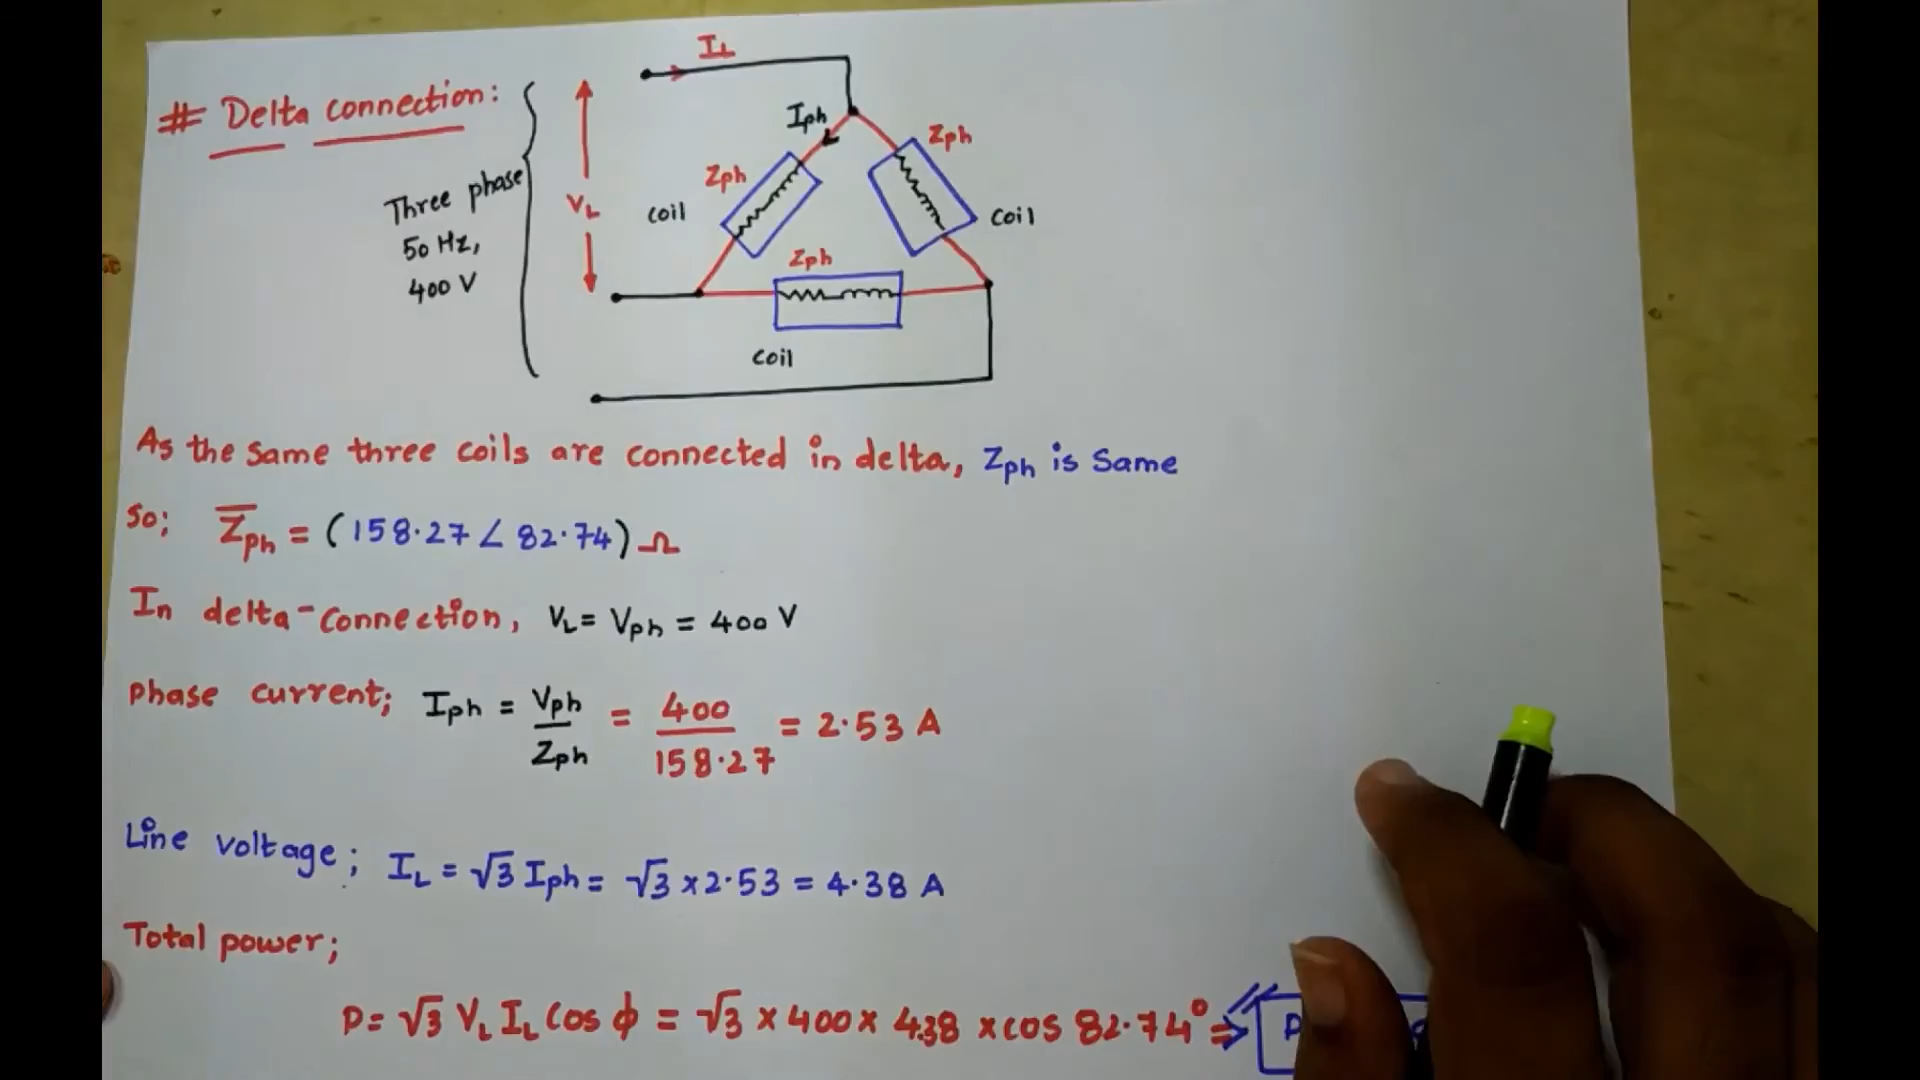 # Delta connection:
Three phase
50 Hz,
400 V
IL
VL
Iph
Zph
Zph
coil
coil
Zph
coil
As the same three coils are connected in delta, Zph is same
So; Z̅ph = (158.27 ∠ 82.74) Ω
In delta-connection, VL = Vph = 400 V
phase current; Iph = Vph/Zph = 400/158.27 = 2.53 A
Line voltage; IL = √3 Iph = √3 × 2.53 = 4.38 A
Total power;
P = √3 VL IL Cos ϕ = √3 × 400 × 4.38 × cos 82.74° ⇒ P